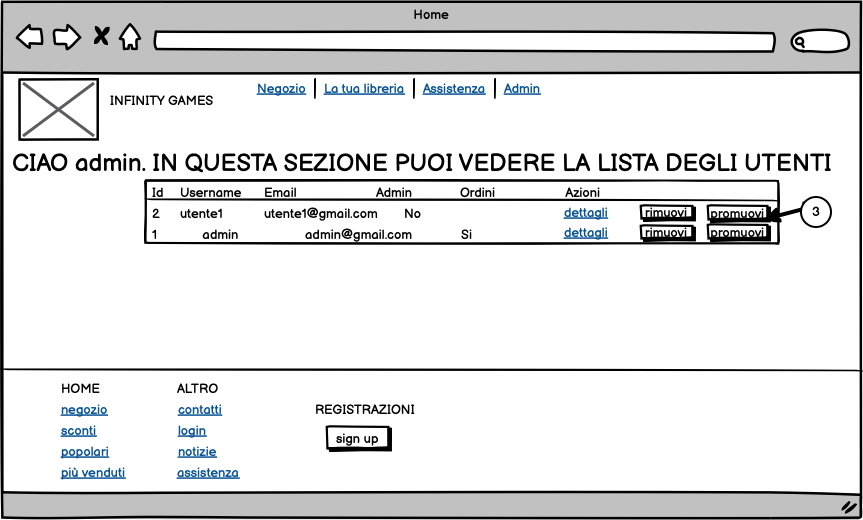 Home
Negozio La tua libreria Assistenza Admin
INFINITY GAMES
CIAO admin. IN QUESTA SEZIONE PUOI VEDERE LA LISTA DEGLI UTENTI
Id Username Email Admin Ordini Azioni
2 utente1 utente1@gmail.com No dettagli rimuovi promuovi 3
1 admin admin@gmail.com Si dettagli rimuovi promuovi
HOME ALTRO
negozio contatti REGISTRAZIONI
sconti login
sign up
popolari notizie
più venduti assistenza